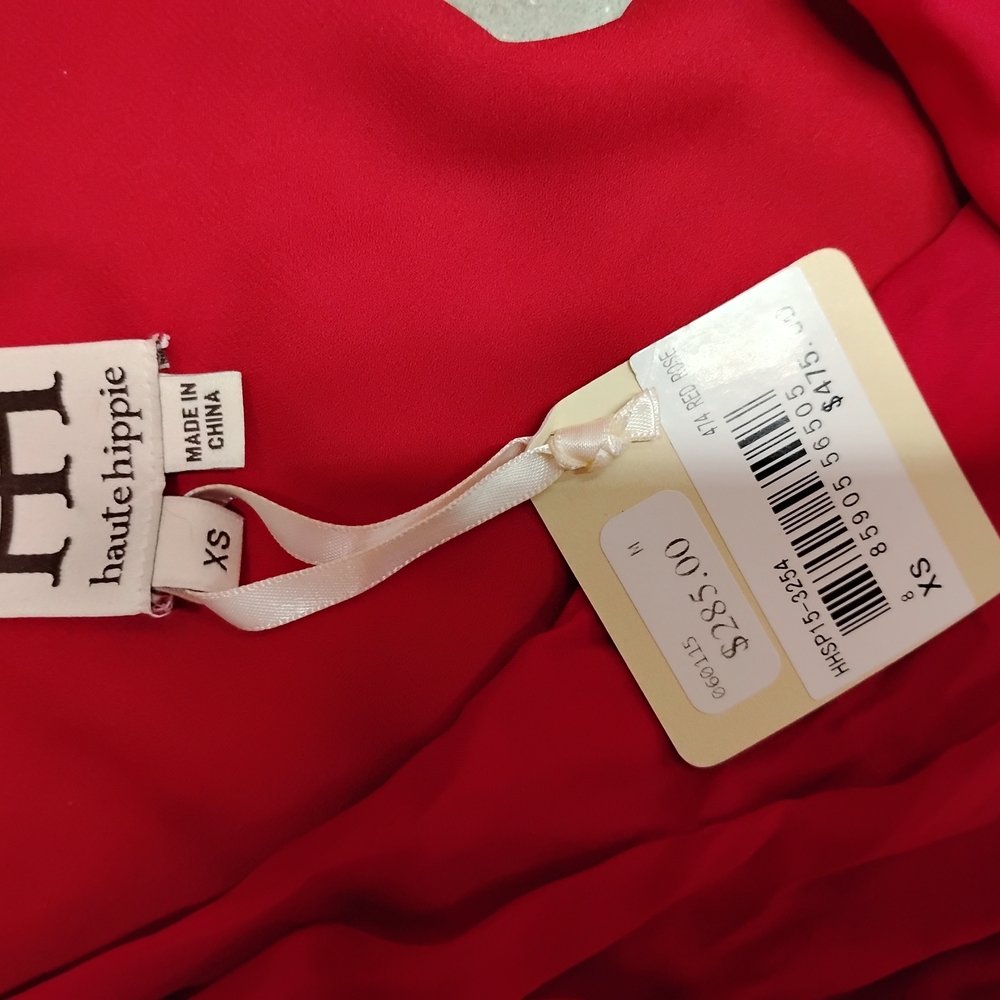 H
haute hippie
MADE IN
CHINA
XS
474 RED ROSE
85905 56505
$475.00
HHSP15-3254
8
XS
M
$285.00
060115